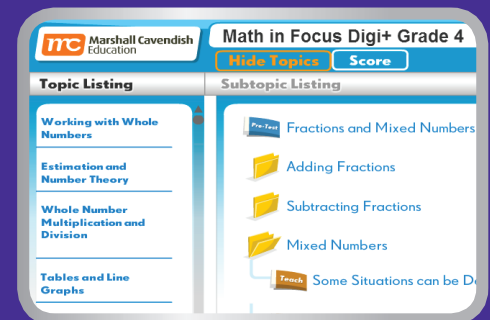 mc Marshall Cavendish
Education
Math in Focus Digi+ Grade 4
Hide Topics
Score
Topic Listing
Subtopic Listing
Working with Whole
Numbers
Estimation and
Number Theory
Whole Number
Multiplication and
Division
Tables and Line
Graphs
Pre-Test Fractions and Mixed Numbers
Adding Fractions
Subtracting Fractions
Mixed Numbers
Teach Some Situations can be